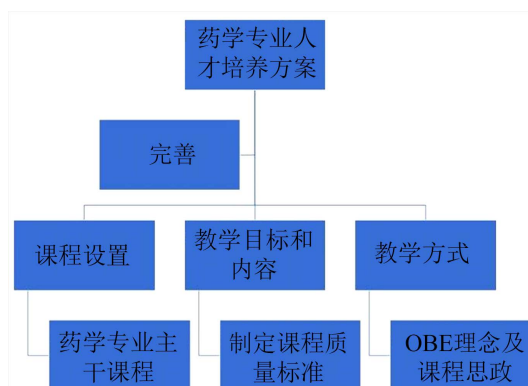 药学专业人
才培养方案
完善
课程设置
教学目标和
内容
教学方式
药学专业主
干课程
制定课程质
量标准
OBE理念及
课程思政